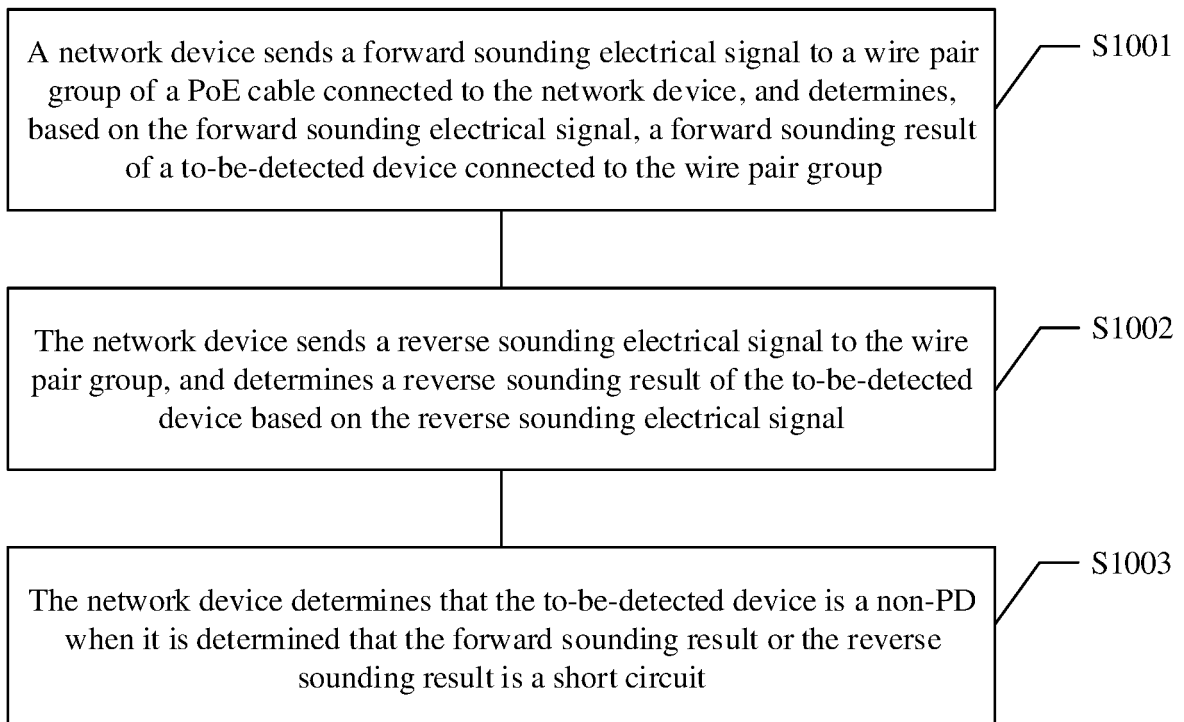 A network device sends a forward sounding electrical signal to a wire pair
group of a PoE cable connected to the network device, and determines,
based on the forward sounding electrical signal, a forward sounding result
of a to-be-detected device connected to the wire pair group
S1001
The network device sends a reverse sounding electrical signal to the wire
pair group, and determines a reverse sounding result of the to-be-detected
device based on the reverse sounding electrical signal
S1002
The network device determines that the to-be-detected device is a non-PD
when it is determined that the forward sounding result or the reverse
sounding result is a short circuit
S1003